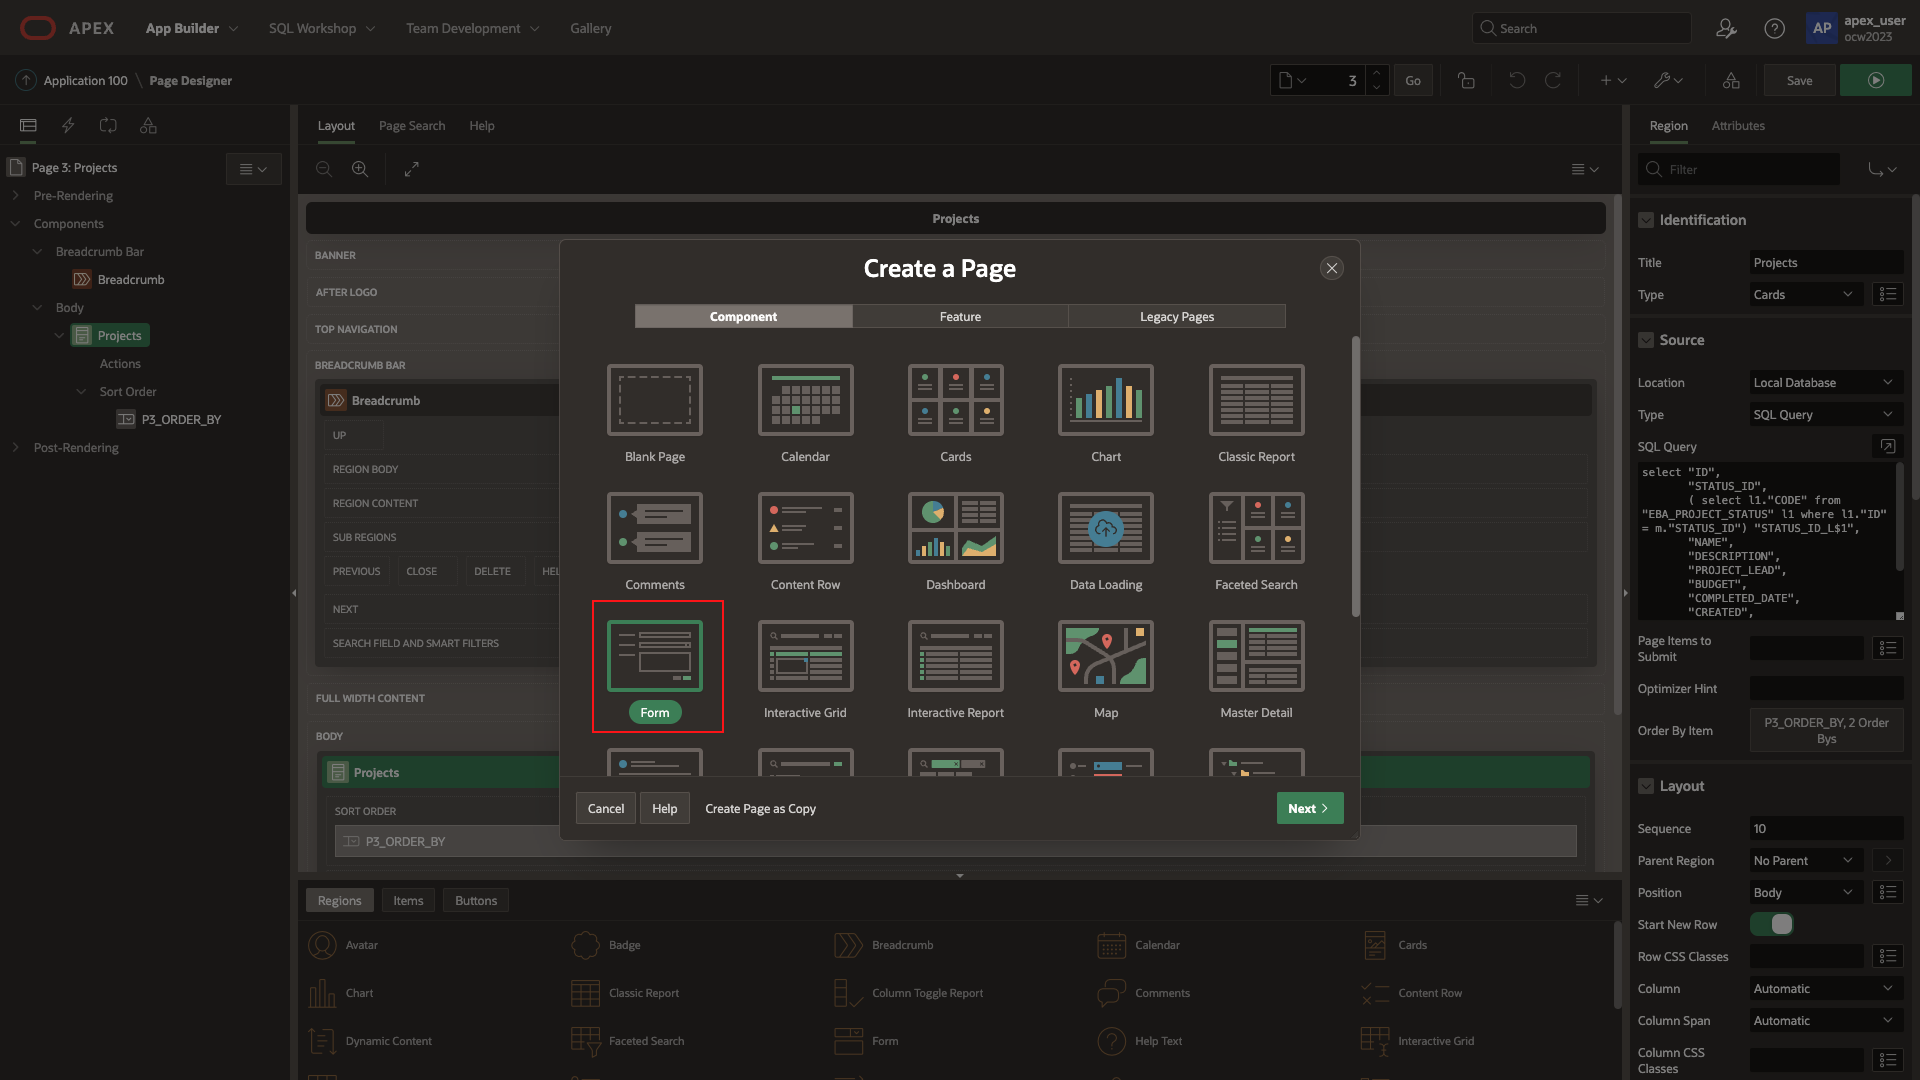 APEX
App Builder
SQL Workshop
Team Development
Gallery
Search
AP
apex_user
ocw2023
Application 100 \ Page Designer
3
Go
Save
Page 3: Projects
Pre-Rendering
Components
Breadcrumb Bar
Breadcrumb
Body
Projects
Actions
Sort Order
P3_ORDER_BY
Post-Rendering
Layout
Page Search
Help
Projects
BANNER
AFTER LOGO
TOP NAVIGATION
BREADCRUMB BAR
Breadcrumb
UP
REGION BODY
REGION CONTENT
SUB REGIONS
PREVIOUS
CLOSE
DELETE
HEL
NEXT
SEARCH FIELD AND SMART FILTERS
FULL WIDTH CONTENT
BODY
Projects
SORT ORDER
P3_ORDER_BY
Create a Page
Component
Feature
Legacy Pages
Blank Page
Calendar
Cards
Chart
Classic Report
Comments
Content Row
Dashboard
Data Loading
Faceted Search
Form
Interactive Grid
Interactive Report
Map
Master Detail
Cancel
Help
Create Page as Copy
Next
Regions
Items
Buttons
Avatar
Badge
Breadcrumb
Calendar
Cards
Chart
Classic Report
Column Toggle Report
Comments
Content Row
Dynamic Content
Faceted Search
Form
Help Text
Interactive Grid
Region
Attributes
Filter
Identification
Title
Projects
Type
Cards
Source
Location
Local Database
Type
SQL Query
SQL Query
select "ID",
"STATUS_ID",
( select l1."CODE" from
"EBA_PROJECT_STATUS" l1 where l1."ID"
= m."STATUS_ID") "STATUS_ID_L$1",
"NAME",
"DESCRIPTION",
"PROJECT_LEAD",
"BUDGET",
"COMPLETED_DATE",
"CREATED",
Page Items to
Submit
Optimizer Hint
Order By Item
P3_ORDER_BY, 2 Order
Bys
Layout
Sequence
10
Parent Region
No Parent
Position
Body
Start New Row
Row CSS Classes
Column
Automatic
Column Span
Automatic
Column CSS
Classes